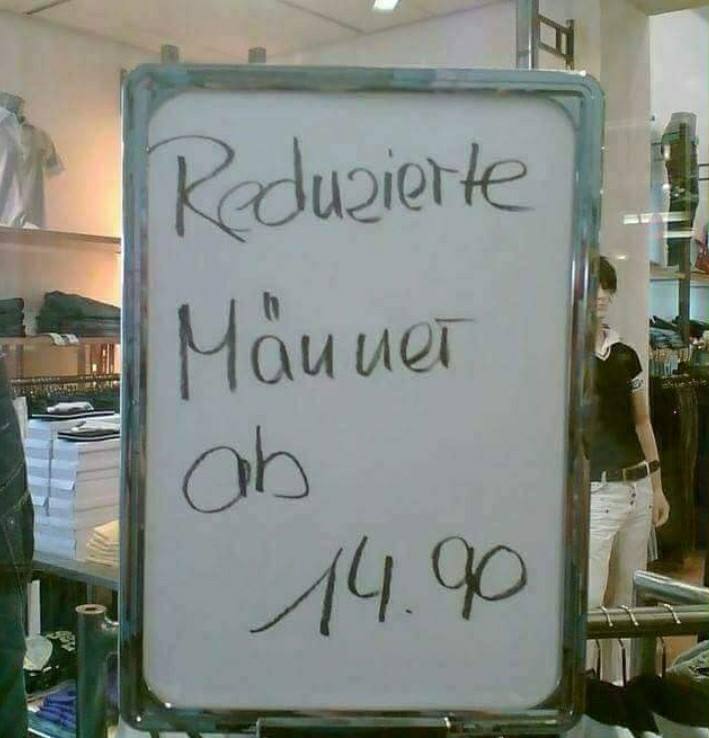 Reduzierte
Männer
ab
14.90